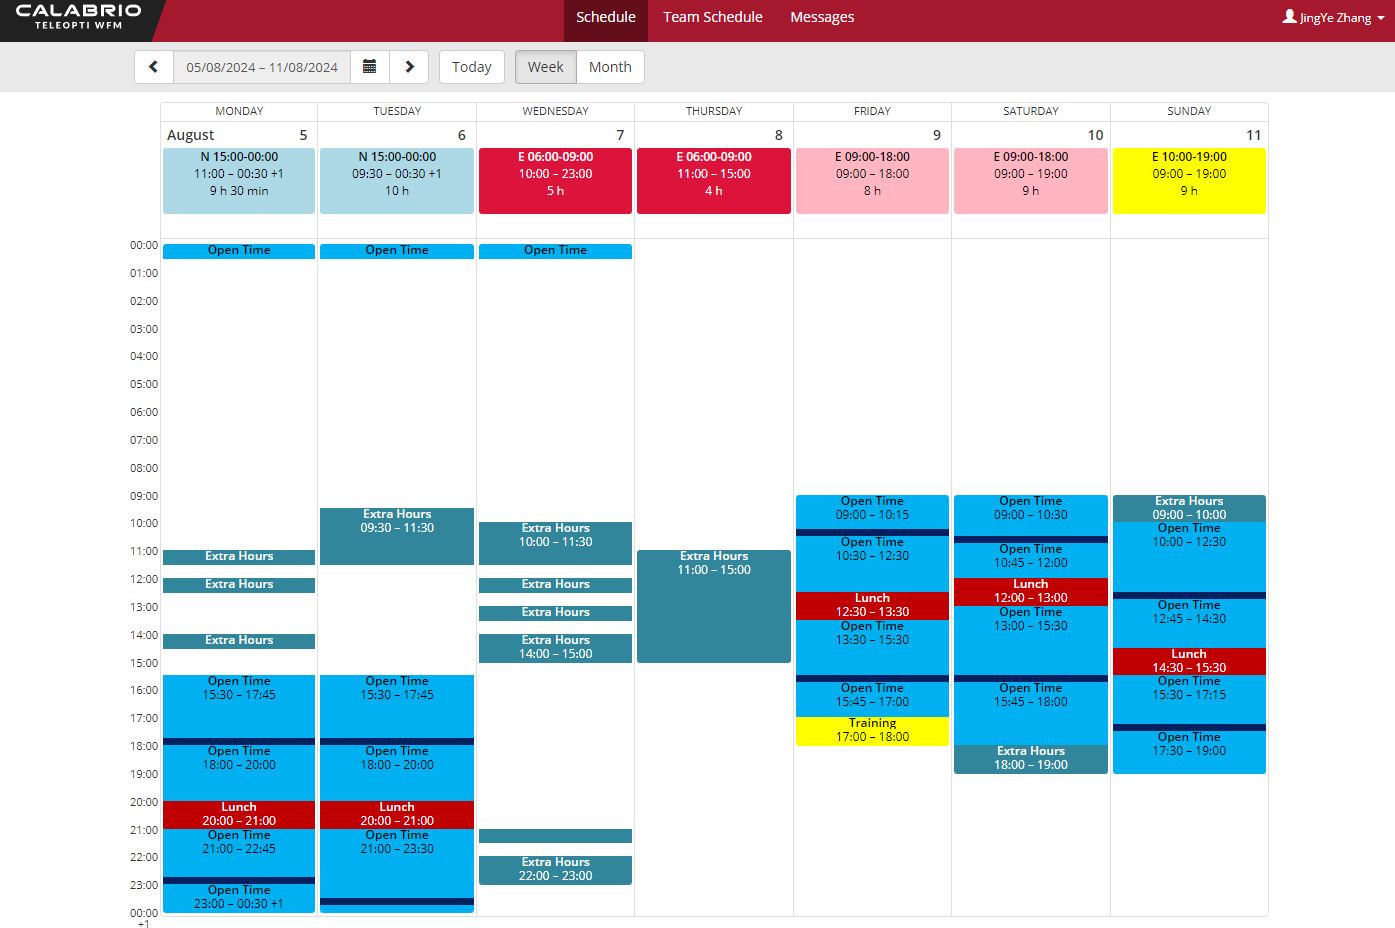 CALABRIO
TELEOPTI WFM
Schedule
Team Schedule
Messages
JingYe Zhang
05/08/2024 – 11/08/2024
Today
Week
Month
MONDAY
TUESDAY
WEDNESDAY
THURSDAY
FRIDAY
SATURDAY
SUNDAY
August 5
6
7
8
9
10
11
N 15:00-00:00
11:00 – 00:30 +1
9 h 30 min
N 15:00-00:00
09:30 – 00:30 +1
10 h
E 06:00-09:00
10:00 – 23:00
5 h
E 06:00-09:00
11:00 – 15:00
4 h
E 09:00-18:00
09:00 – 18:00
8 h
E 09:00-18:00
09:00 – 19:00
9 h
E 10:00-19:00
09:00 – 19:00
9 h
00:00
01:00
02:00
03:00
04:00
05:00
06:00
07:00
08:00
09:00
10:00
11:00
12:00
13:00
14:00
15:00
16:00
17:00
18:00
19:00
20:00
21:00
22:00
23:00
00:00
+1
Open Time
Extra Hours
Extra Hours
Extra Hours
Open Time
15:30 – 17:45
Open Time
18:00 – 20:00
Lunch
20:00 – 21:00
Open Time
21:00 – 22:45
Open Time
23:00 – 00:30 +1
Open Time
Extra Hours
09:30 – 11:30
Open Time
15:30 – 17:45
Open Time
18:00 – 20:00
Lunch
20:00 – 21:00
Open Time
21:00 – 23:30
Open Time
Extra Hours
10:00 – 11:30
Extra Hours
Extra Hours
Extra Hours
14:00 – 15:00
Extra Hours
22:00 – 23:00
Extra Hours
11:00 – 15:00
Open Time
09:00 – 10:15
Open Time
10:30 – 12:30
Lunch
12:30 – 13:30
Open Time
13:30 – 15:30
Open Time
15:45 – 17:00
Training
17:00 – 18:00
Open Time
09:00 – 10:30
Open Time
10:45 – 12:00
Lunch
12:00 – 13:00
Open Time
13:00 – 15:30
Open Time
15:45 – 18:00
Extra Hours
18:00 – 19:00
Extra Hours
09:00 – 10:00
Open Time
10:00 – 12:30
Open Time
12:45 – 14:30
Lunch
14:30 – 15:30
Open Time
15:30 – 17:15
Open Time
17:30 – 19:00